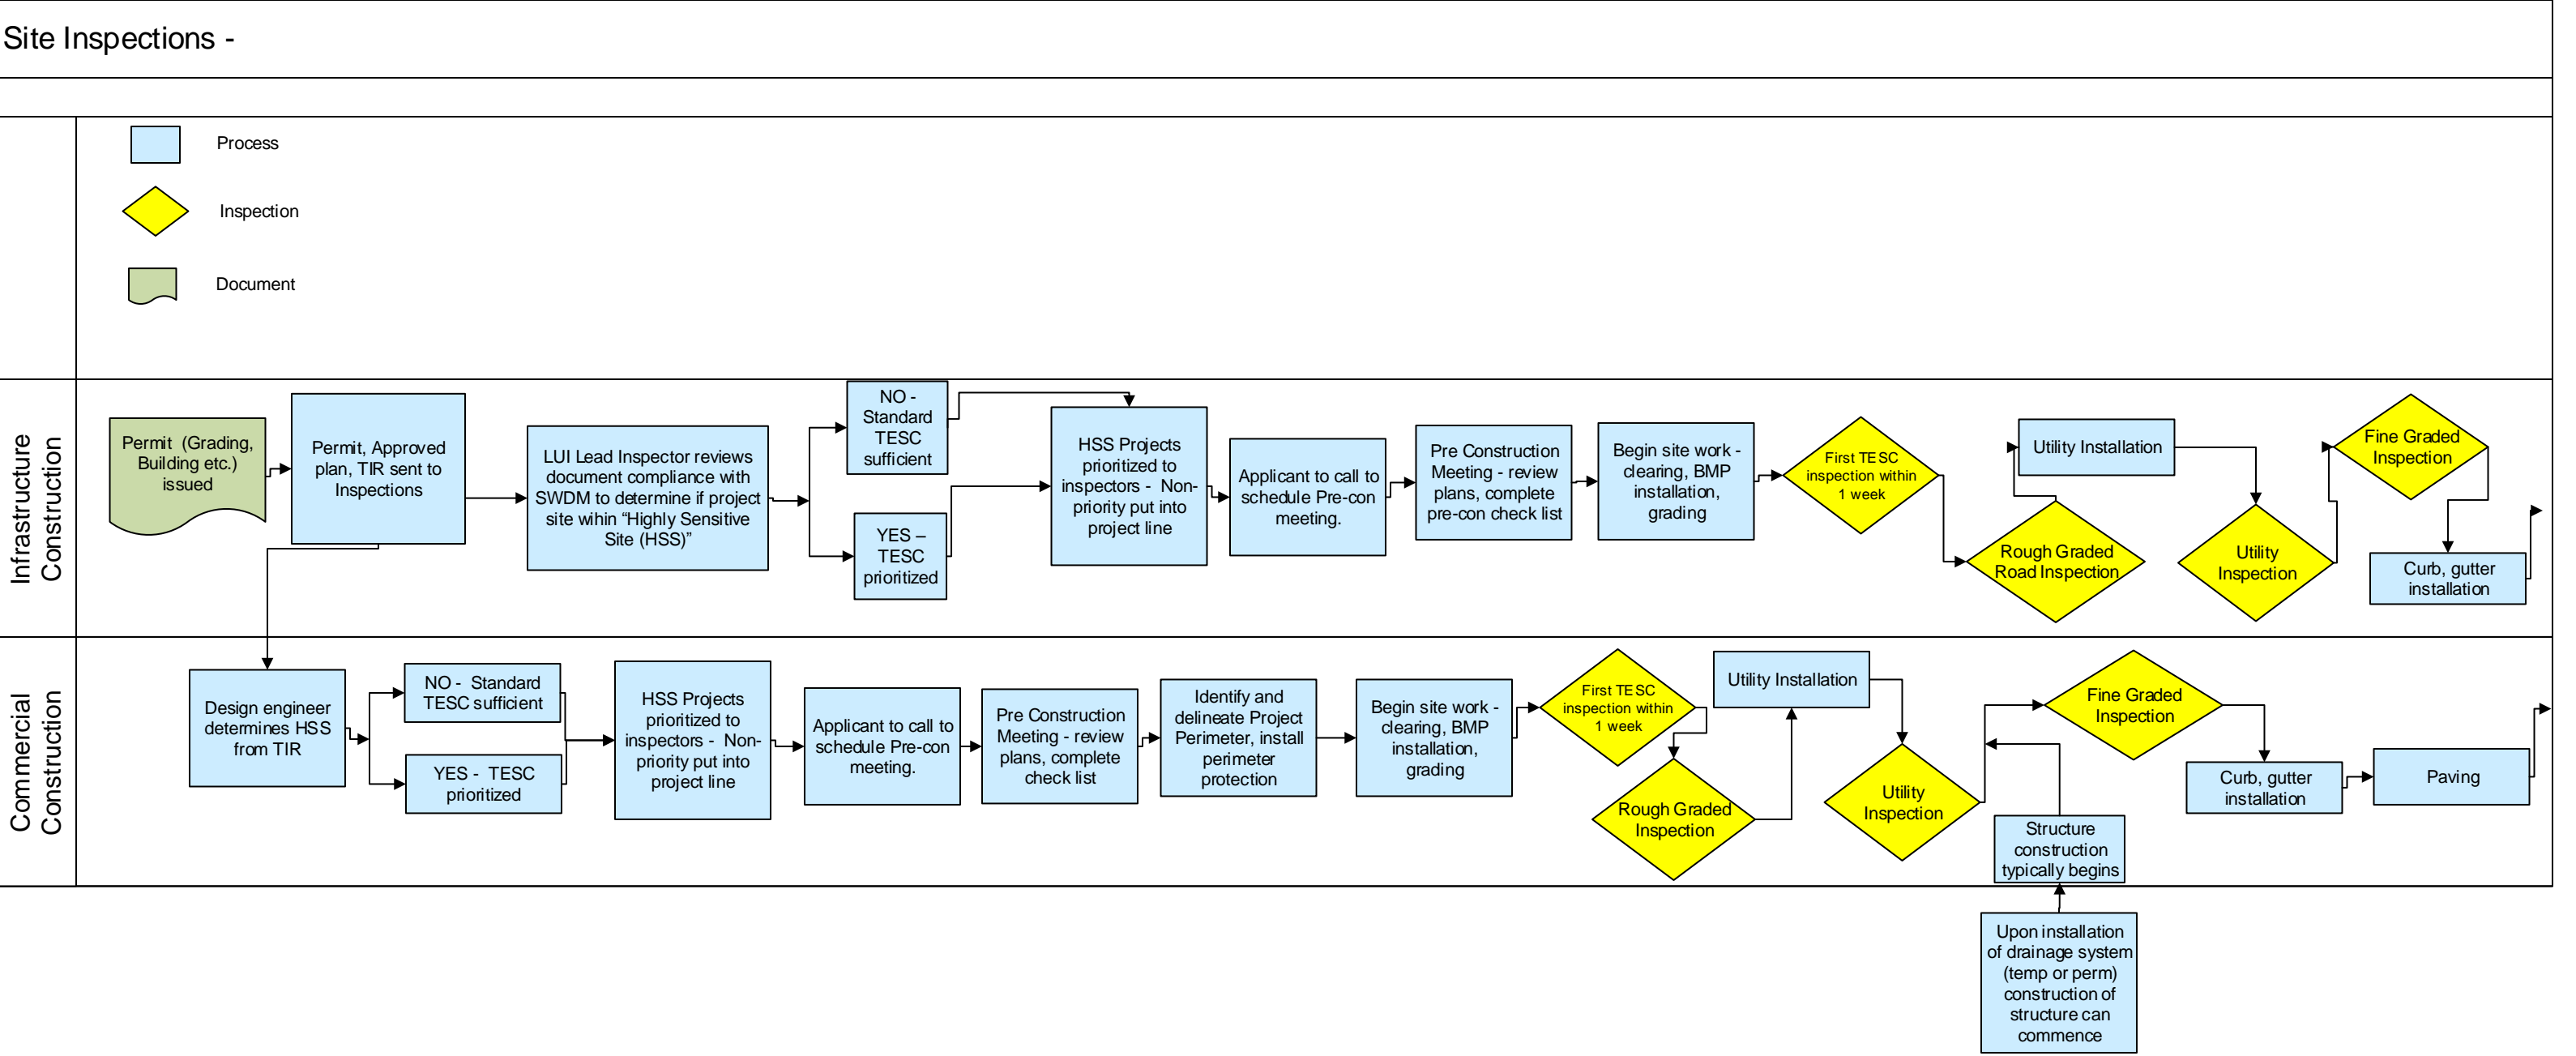 Site Inspections -
Process
Inspection
Document
Infrastructure
Construction
Permit (Grading,
Building etc.)
issued
Permit, Approved
plan, TIR sent to
Inspections
LUI Lead Inspector reviews
document compliance with
SWDM to determine if project
site wihin “Highly Sensitive
Site (HSS)”
NO -
Standard
TESC
sufficient
YES –
TESC
prioritized
HSS Projects
prioritized to
inspectors - Non-
priority put into
project line
Applicant to call to
schedule Pre-con
meeting.
Pre Construction
Meeting - review
plans, complete
pre-con check list
Begin site work -
clearing, BMP
installation,
grading
First TESC
inspection within
1 week
Rough Graded
Road Inspection
Utility Installation
Utility
Inspection
Fine Graded
Inspection
Curb, gutter
installation
Commercial
Construction
Design engineer
determines HSS
from TIR
NO - Standard
TESC sufficient
YES - TESC
prioritized
HSS Projects
prioritized to
inspectors - Non-
priority put into
project line
Applicant to call to
schedule Pre-con
meeting.
Pre Construction
Meeting - review
plans, complete
check list
Identify and
delineate Project
Perimeter, install
perimeter
protection
Begin site work -
clearing, BMP
installation,
grading
First TESC
inspection within
1 week
Rough Graded
Inspection
Utility Installation
Utility
Inspection
Structure
construction
typically begins
Fine Graded
Inspection
Curb, gutter
installation
Paving
Upon installation
of drainage system
(temp or perm)
construction of
structure can
commence